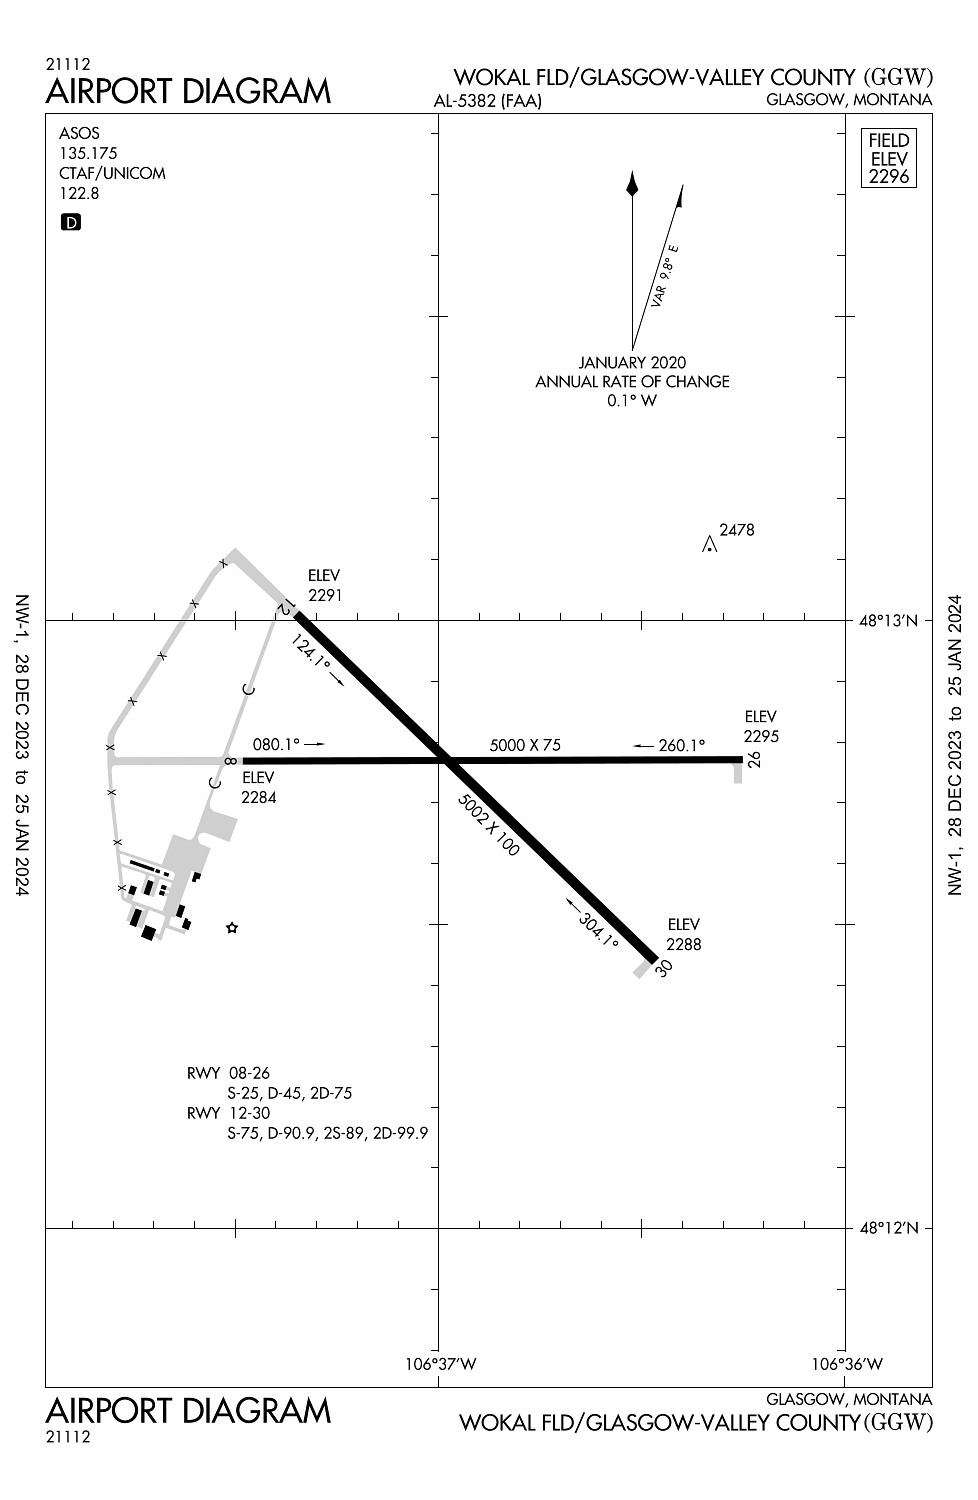 21112
AIRPORT DIAGRAM
WOKAL FLD/GLASGOW-VALLEY COUNTY (GGW)
AL-5382 (FAA)
GLASGOW, MONTANA
ASOS
135.175
CTAF/UNICOM
122.8
D
FIELD
ELEV
2296
VAR 9.8° E
JANUARY 2020
ANNUAL RATE OF CHANGE
0.1° W
2478
ELEV
2291
12
124.1°
48°13'N
C
ELEV
2295
080.1°
5000 X 75
260.1°
26
8
ELEV
2284
C
5002 X 100
304.1°
ELEV
2288
30
X
X
X
X
X
X
X
X
NW-1, 28 DEC 2023 to 25 JAN 2024
NW-1, 28 DEC 2023 to 25 JAN 2024
RWY 08-26
S-25, D-45, 2D-75
RWY 12-30
S-75, D-90.9, 2S-89, 2D-99.9
48°12'N
106°37'W
106°36'W
AIRPORT DIAGRAM
21112
GLASGOW, MONTANA
WOKAL FLD/GLASGOW-VALLEY COUNTY (GGW)